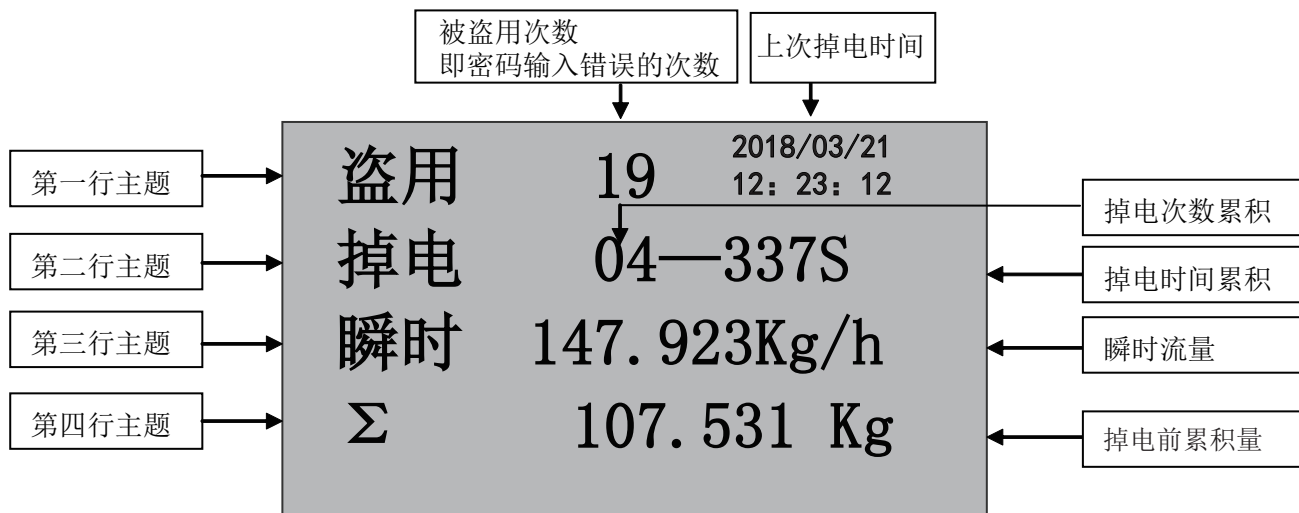 被盗用次数
即密码输入错误的次数
上次掉电时间
第一行主题
盗用 19
2018/03/21
12：23：12
掉电次数累积
第二行主题
掉电 04—337S
掉电时间累积
第三行主题
瞬时 147.923Kg/h
瞬时流量
第四行主题
Σ 107.531 Kg
掉电前累积量